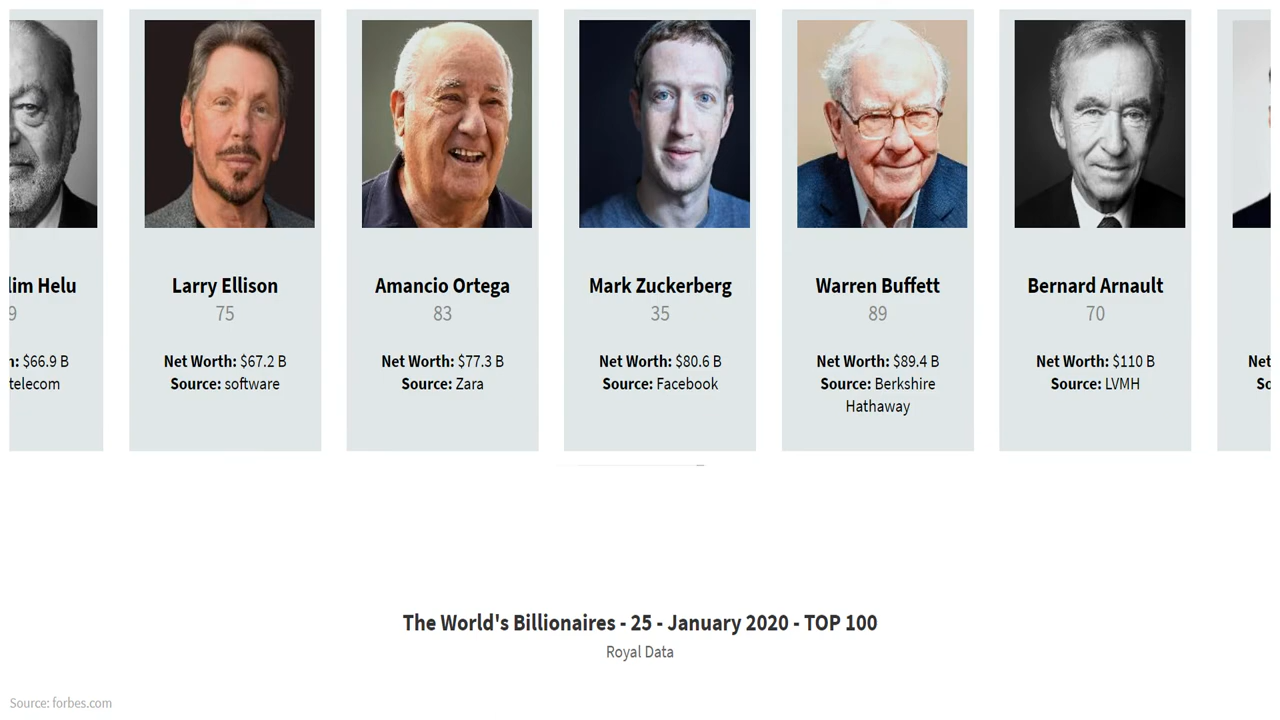 lim Helu
9
: $66.9 B
telecom
Larry Ellison
75
Net Worth: $67.2 B
Source: software
Amancio Ortega
83
Net Worth: $77.3 B
Source: Zara
Mark Zuckerberg
35
Net Worth: $80.6 B
Source: Facebook
Warren Buffett
89
Net Worth: $89.4 B
Source: Berkshire
Hathaway
Bernard Arnault
70
Net Worth: $110 B
Source: LVMH
Net
The World's Billionaires - 25 - January 2020 - TOP 100
Royal Data
Source: forbes.com